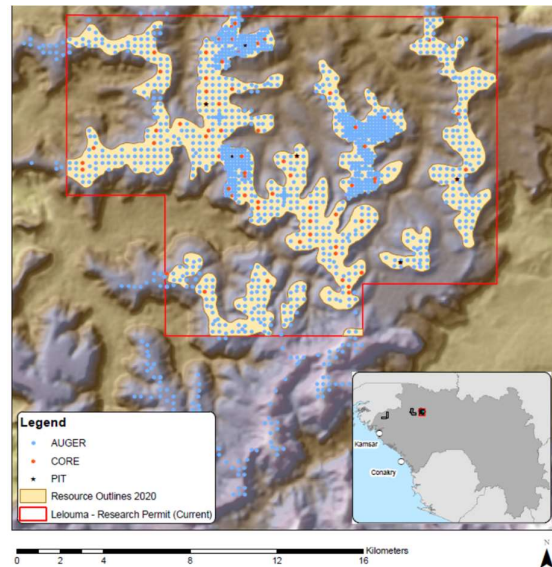 Legend
AUGER
CORE
PIT
Resource Outlines 2020
Lelouma - Research Permit (Current)
Kamsar
Conakry
Kilometers
0 2 4 8 12 16
N